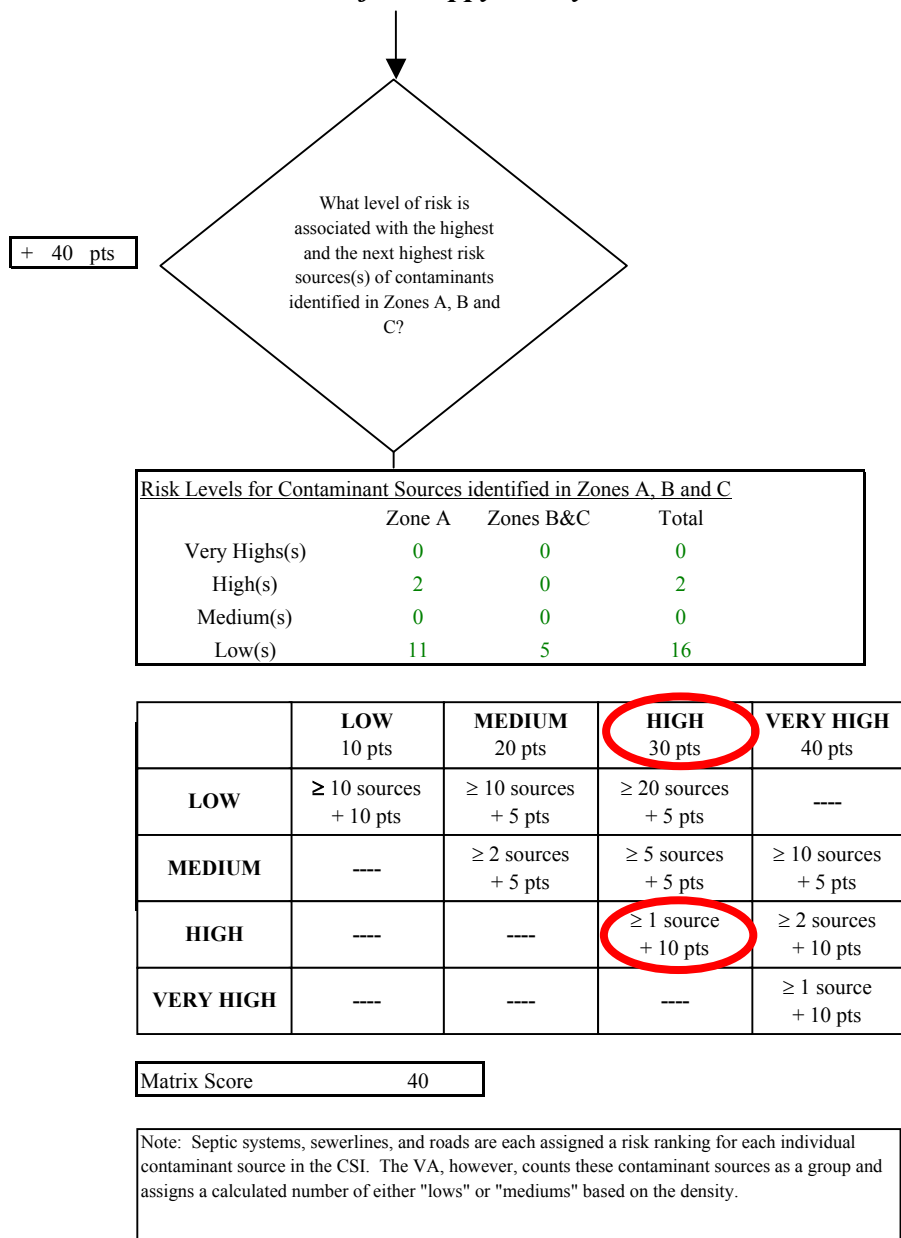 What level of risk is
associated with the highest
and the next highest risk
sources(s) of contaminants
identified in Zones A, B and
C?
+ 40 pts
Risk Levels for Contaminant Sources identified in Zones A, B and C
Zone A Zones B&C Total
Very Highs(s) 0 0 0
High(s) 2 0 2
Medium(s) 0 0 0
Low(s) 11 5 16
LOW MEDIUM HIGH VERY HIGH
10 pts 20 pts 30 pts 40 pts
LOW ≥ 10 sources ≥ 10 sources ≥ 20 sources ----
+ 10 pts + 5 pts + 5 pts
MEDIUM ---- ≥ 2 sources ≥ 5 sources ≥ 10 sources
+ 5 pts + 5 pts + 5 pts
HIGH ---- ---- ≥ 1 source ≥ 2 sources
+ 10 pts + 10 pts
VERY HIGH ---- ---- ---- ≥ 1 source
+ 10 pts
Matrix Score 40
Note: Septic systems, sewerlines, and roads are each assigned a risk ranking for each individual
contaminant source in the CSI. The VA, however, counts these contaminant sources as a group and
assigns a calculated number of either "lows" or "mediums" based on the density.